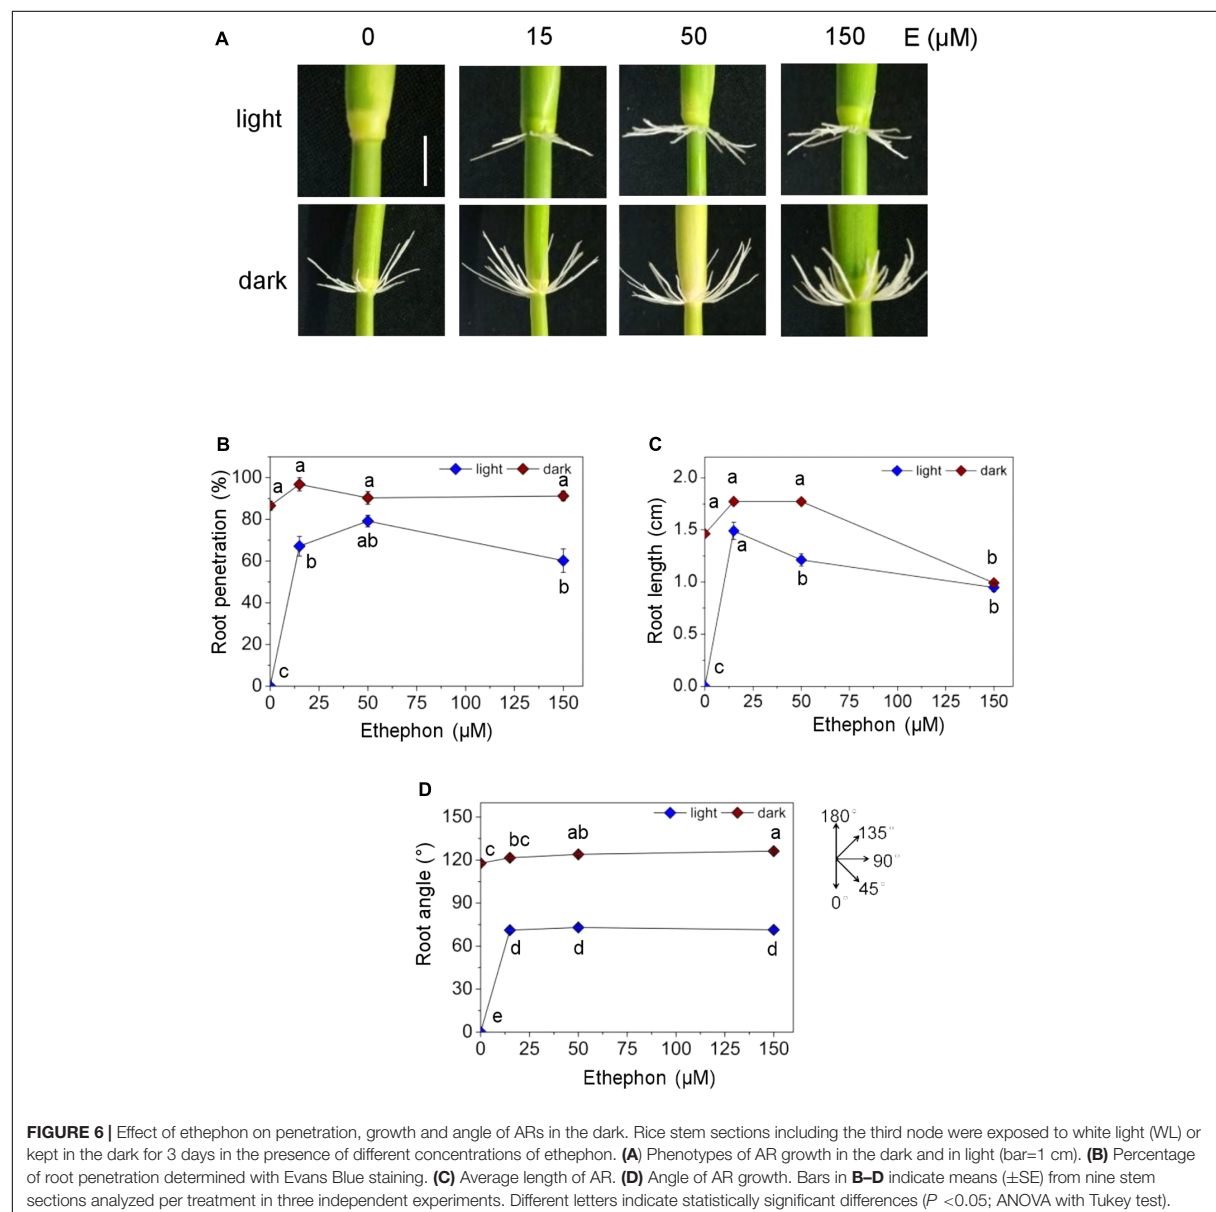 A
0 15 50 150 E (µM)
light
dark
B
light dark
Root penetration (%)
100
80
60
40
20
0
a a a a
b ab b
c
0 25 50 75 100 125 150
Ethephon (µM)
C
light dark
Root length (cm)
2.0
1.5
1.0
0.5
0.0
a a a b
a b b
c
0 25 50 75 100 125 150
Ethephon (µM)
D
light dark
Root angle (°)
150
120
90
60
30
0
c bc ab a
d d d
e
0 25 50 75 100 125 150
Ethephon (µM)
180°
135°
90°
45°
0°
FIGURE 6 | Effect of ethephon on penetration, growth and angle of ARs in the dark. Rice stem sections including the third node were exposed to white light (WL) or
kept in the dark for 3 days in the presence of different concentrations of ethephon. (A) Phenotypes of AR growth in the dark and in light (bar=1 cm). (B) Percentage
of root penetration determined with Evans Blue staining. (C) Average length of AR. (D) Angle of AR growth. Bars in B–D indicate means (±SE) from nine stem
sections analyzed per treatment in three independent experiments. Different letters indicate statistically significant differences (P <0.05; ANOVA with Tukey test).